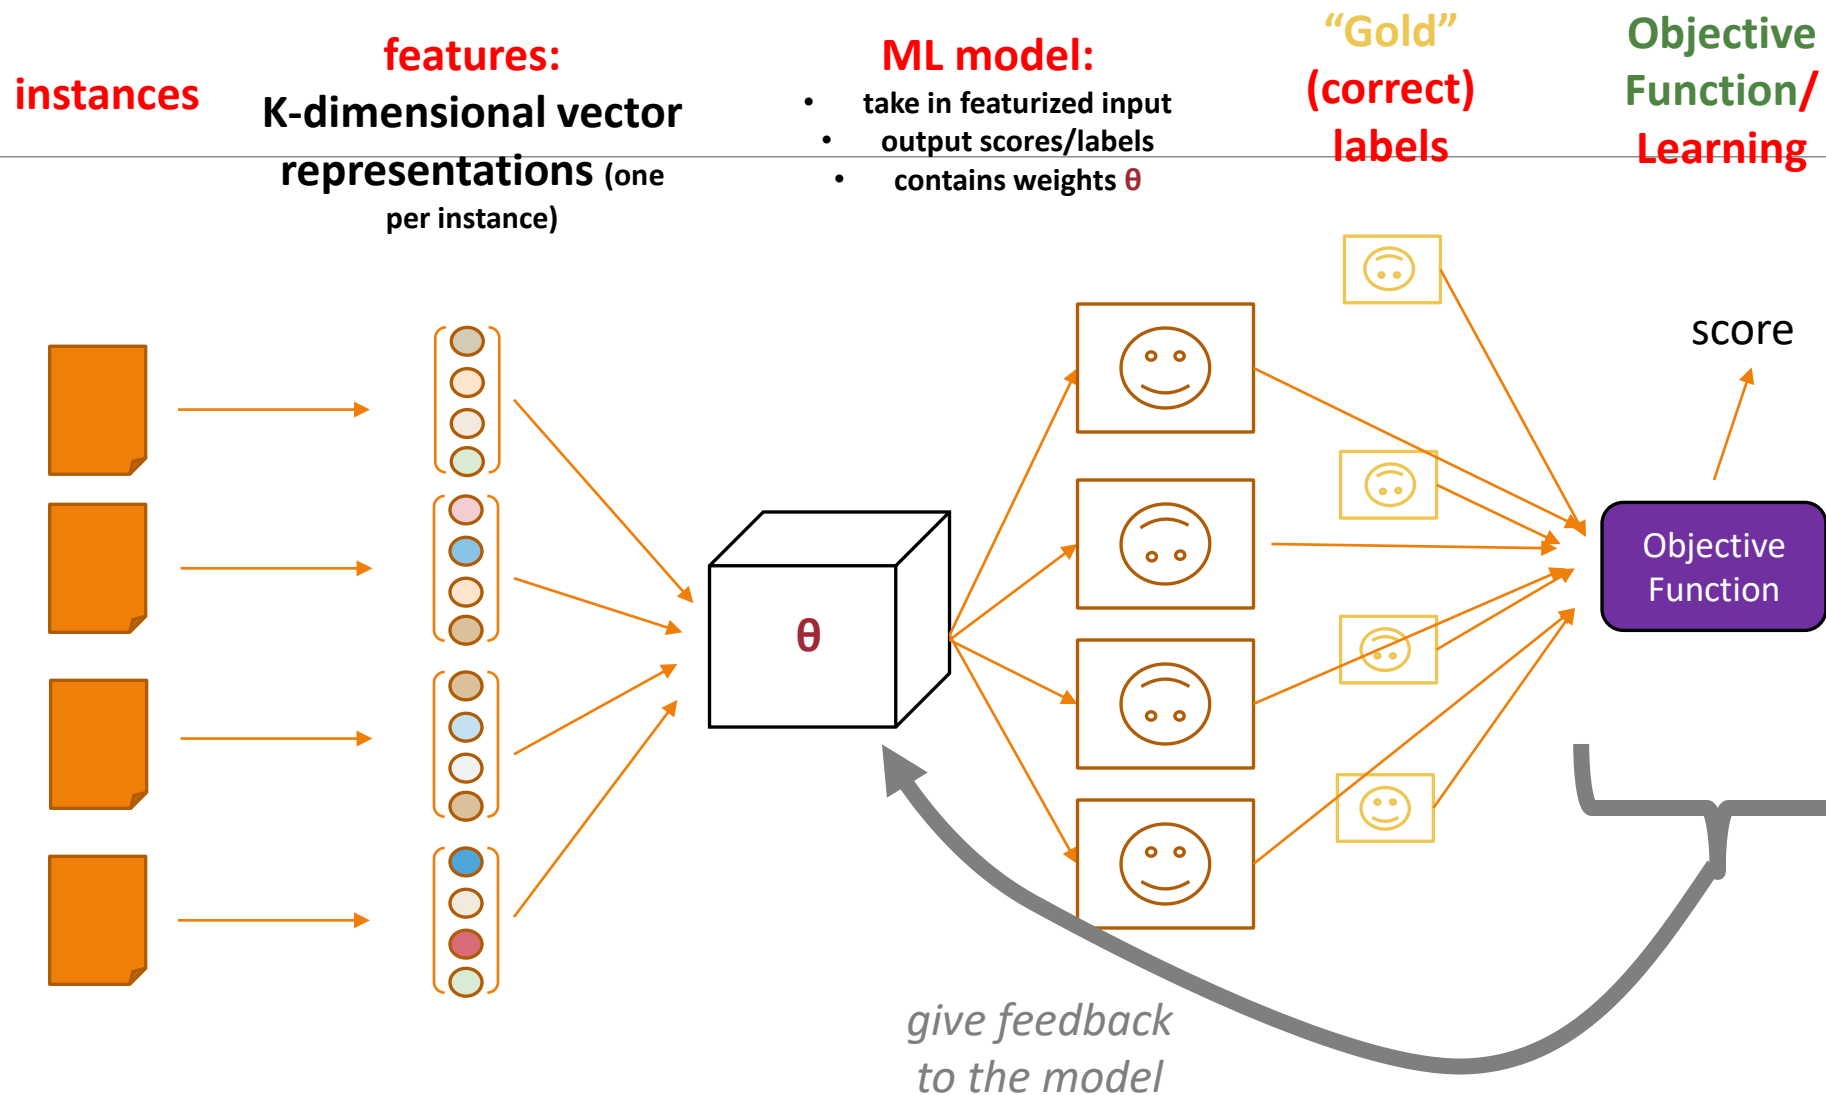 instances
features:
K-dimensional vector
representations (one
per instance)
ML model:
• take in featurized input
• output scores/labels
• contains weights θ
“Gold”
(correct)
labels
Objective
Function/
Learning
score
θ
Objective
Function
give feedback
to the model